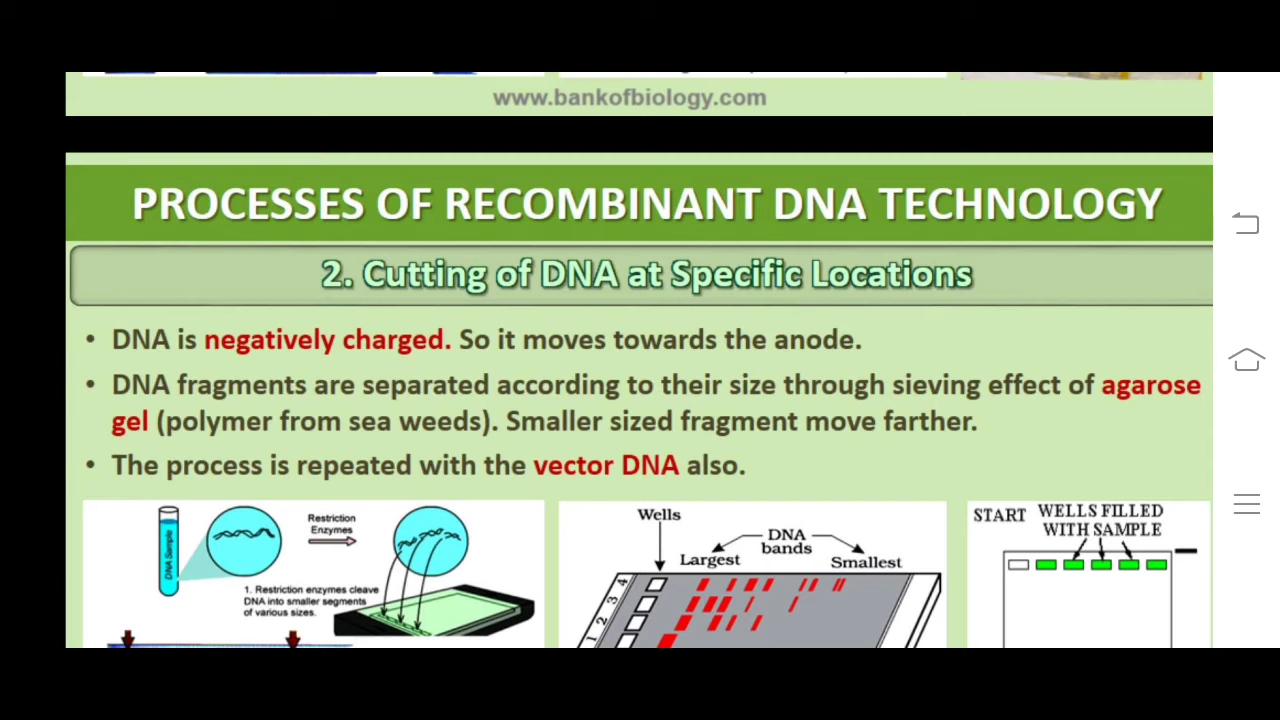 www.bankofbiology.com
PROCESSES OF RECOMBINANT DNA TECHNOLOGY
2. Cutting of DNA at Specific Locations
• DNA is negatively charged. So it moves towards the anode.
• DNA fragments are separated according to their size through sieving effect of agarose
gel (polymer from sea weeds). Smaller sized fragment move farther.
• The process is repeated with the vector DNA also.
DNA Sample
Restriction
Enzymes
1. Restriction enzymes cleave
DNA into smaller segments
of various sizes.
Wells
DNA
bands
Largest
Smallest
4
3
2
1
START
WELLS FILLED
WITH SAMPLE